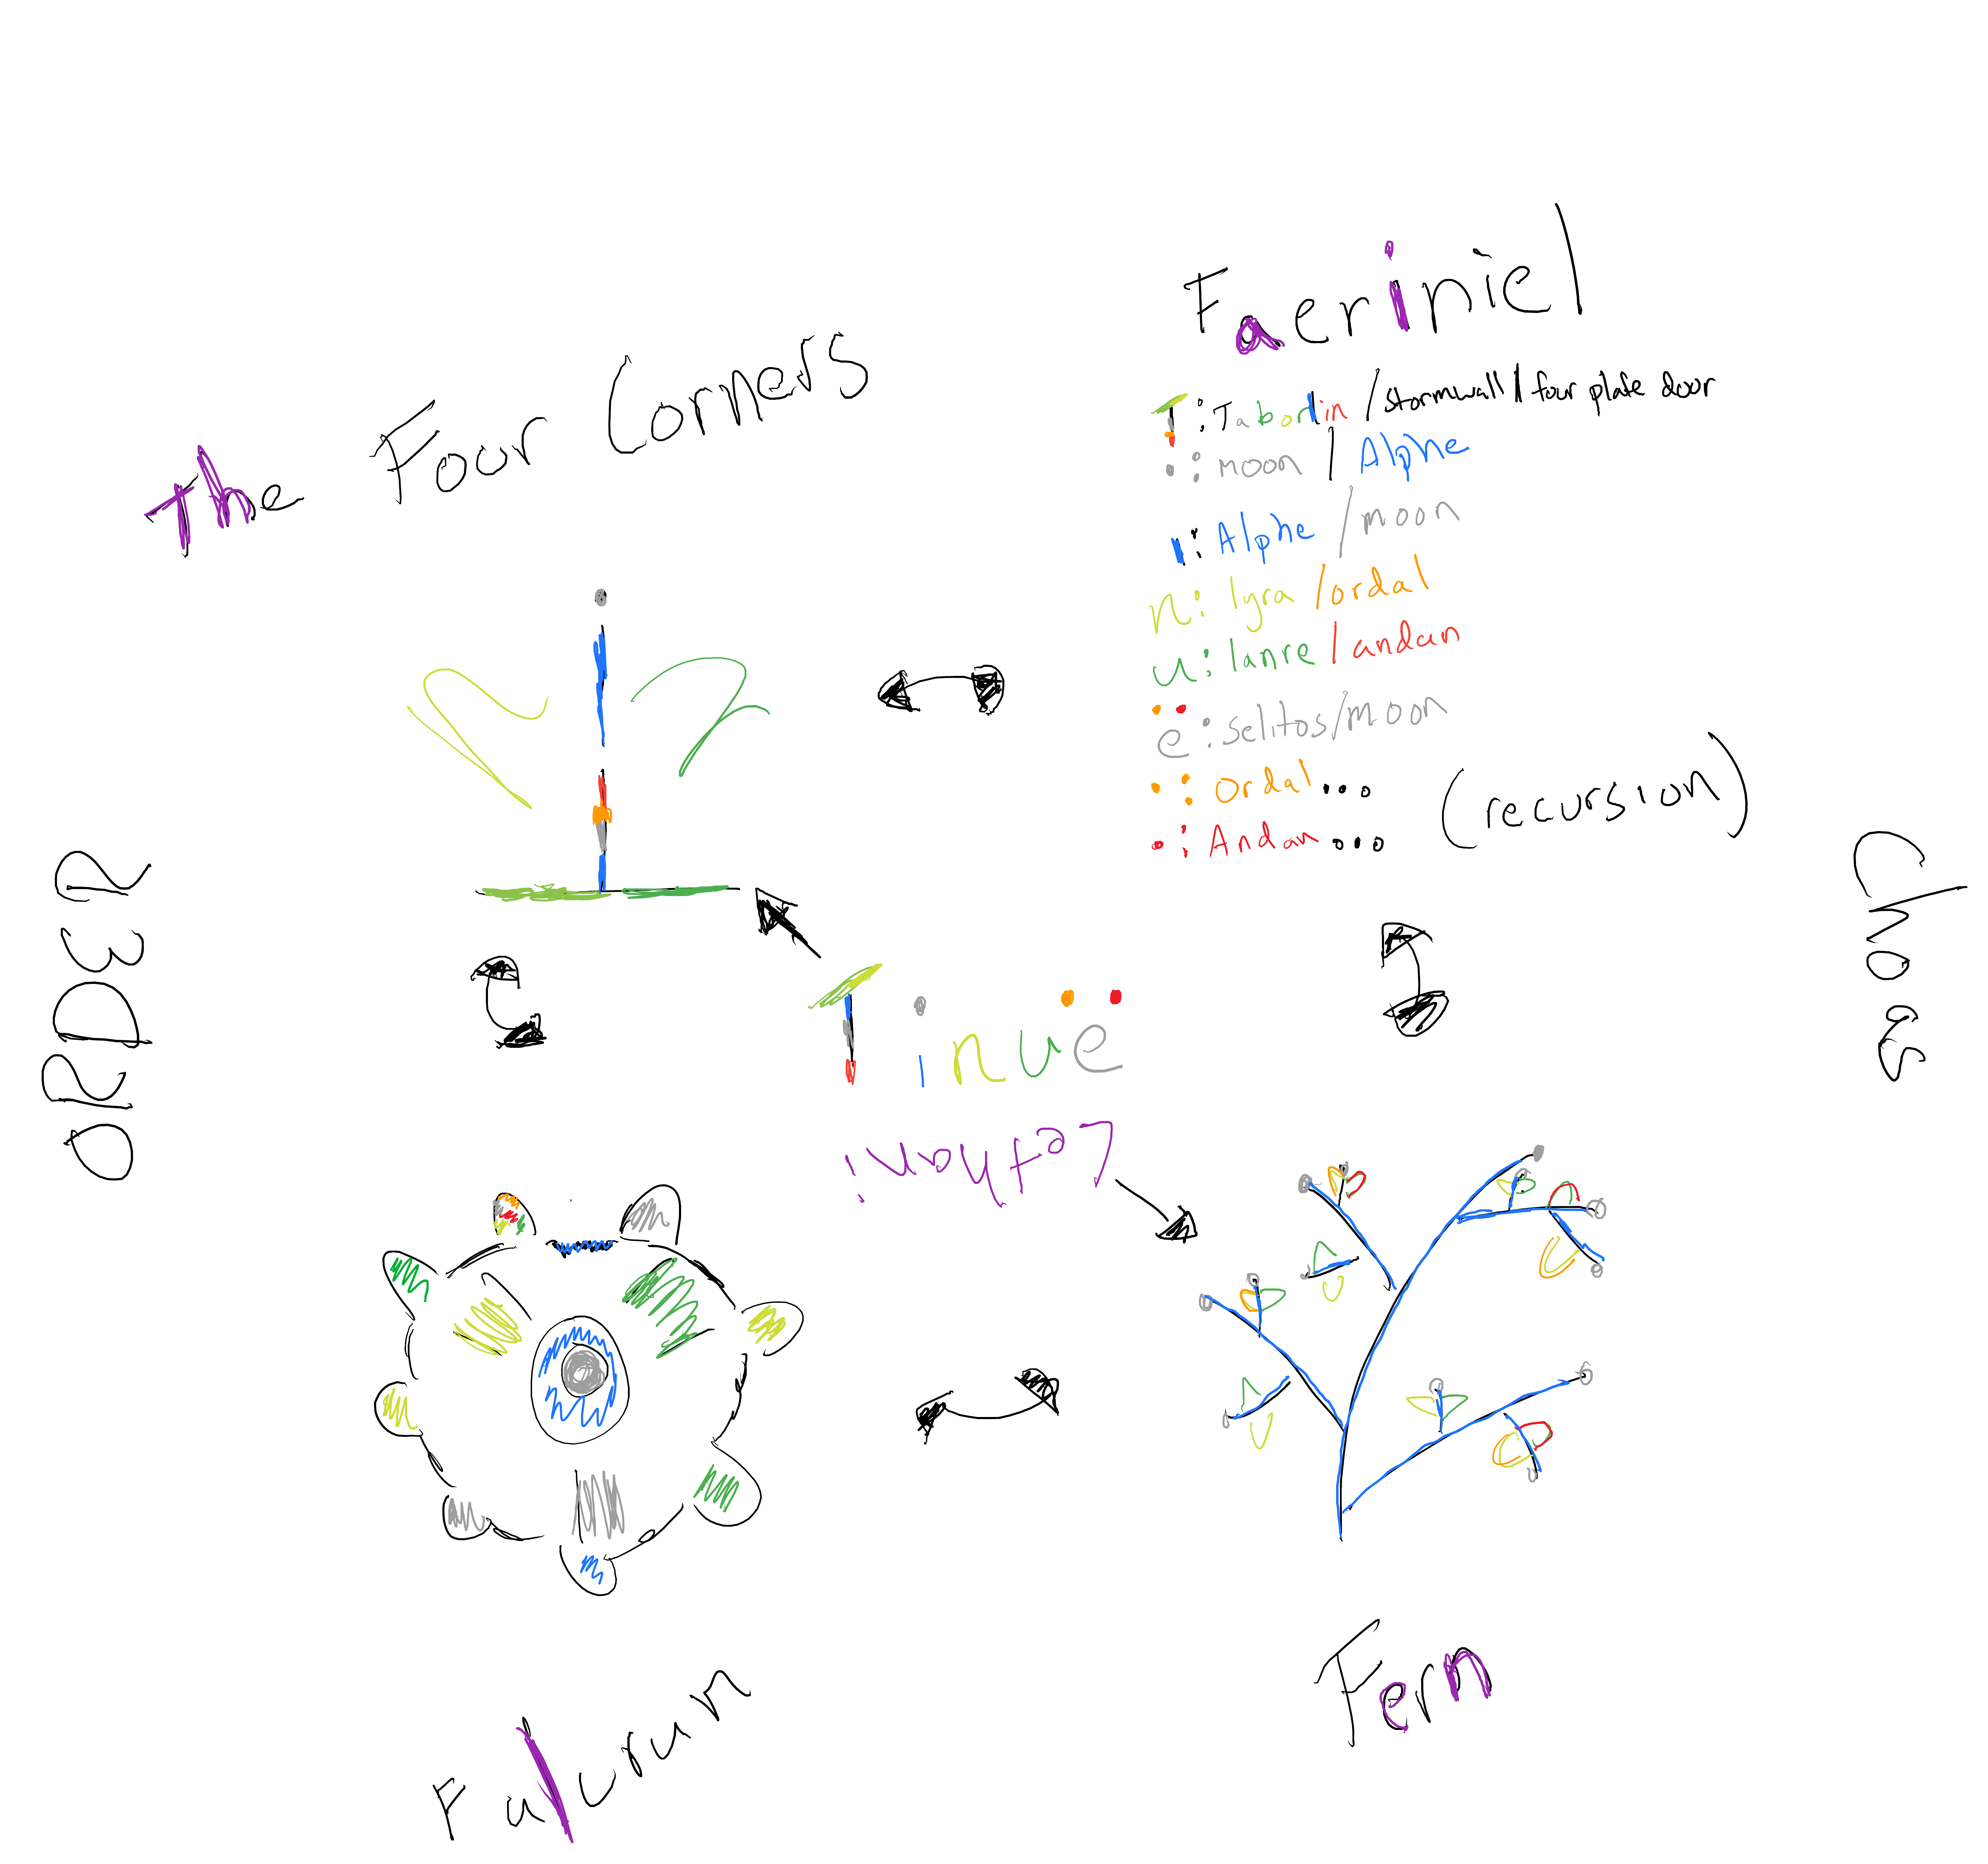 The Four Corners
Faeriniel
T: Taborlin / stormwall / four plate door
• : moon / Alphe
ı: Alphe / moon
n: lyra / ordal
u: lanre / andan
ë: selitos / moon
• : Ordal...
• : Andan...
(recursion)
ORDER
Chaos
Tinuë
Lethani
Fulcrum
Fern